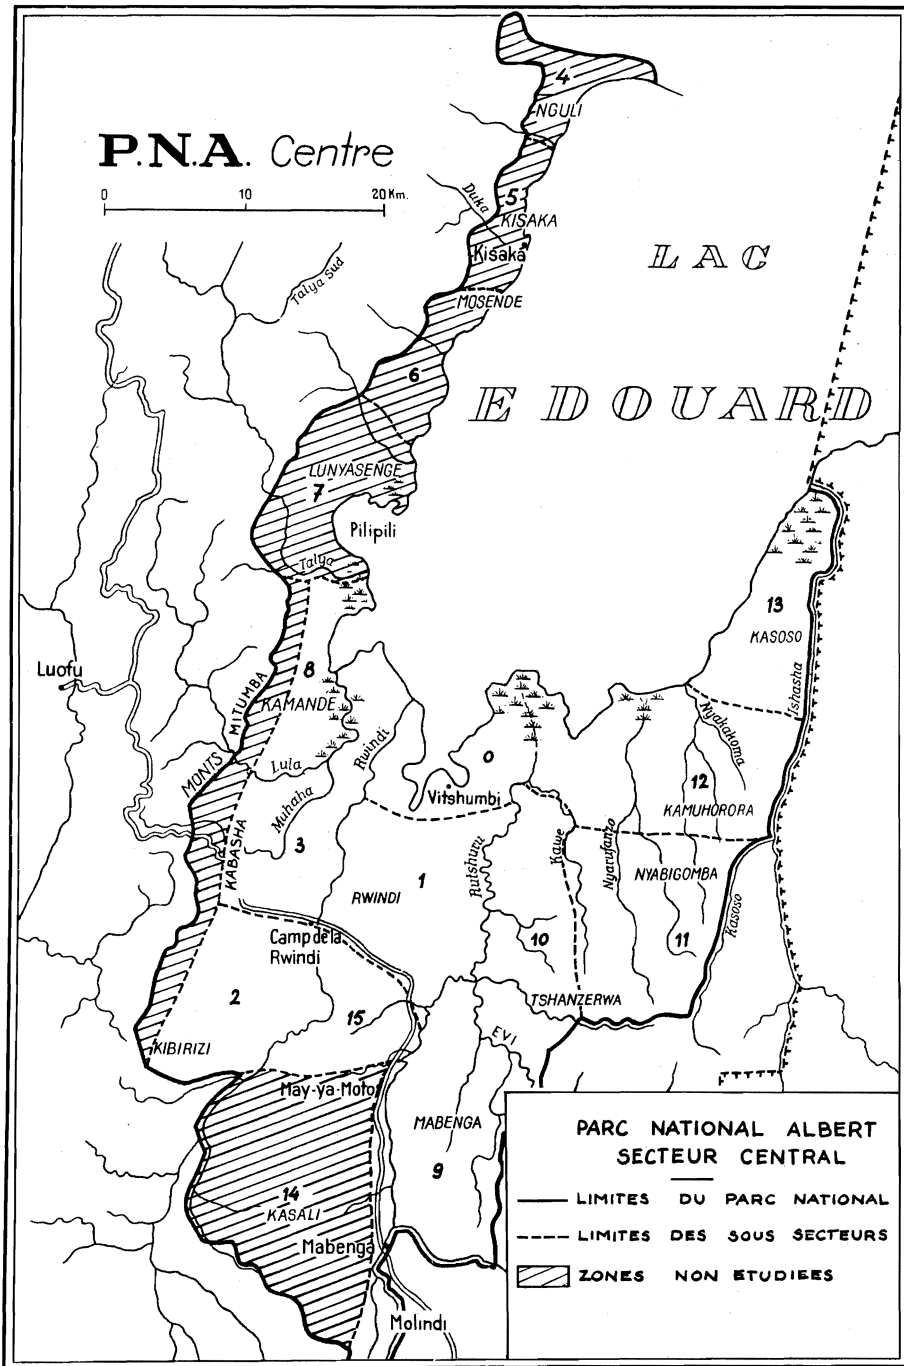 P.N.A. Centre
0 10 20 Km.
4
NGULI
Duka
5
KISAKA
Kisaka
LAC
EDOUARD
Talya Sud
MOSENDE
6
LUNYASENGE
7
Pilipili
Talya
13
KASOSO
Ishasha
Luofu
8
MONTS MITUMBA
KAMANDE
Rwindi
Lula
Muhaha
0
Vitshumbi
Nyakakoma
12
KAMUHORORA
KABASHA
3
1
RWINDI
Rutshuru
Kawe
Nyarufanzo
NYABIGOMBA
Kasoso
10
11
Camp de la
Rwindi
2
15
TSHANZERWA
KIBIRIZI
EVI
May-ya-Moto
MABENGA
9
14
KASALI
Mabenga
Molindi
PARC NATIONAL ALBERT
SECTEUR CENTRAL
LIMITES DU PARC NATIONAL
LIMITES DES SOUS SECTEURS
ZONES NON ETUDIEES